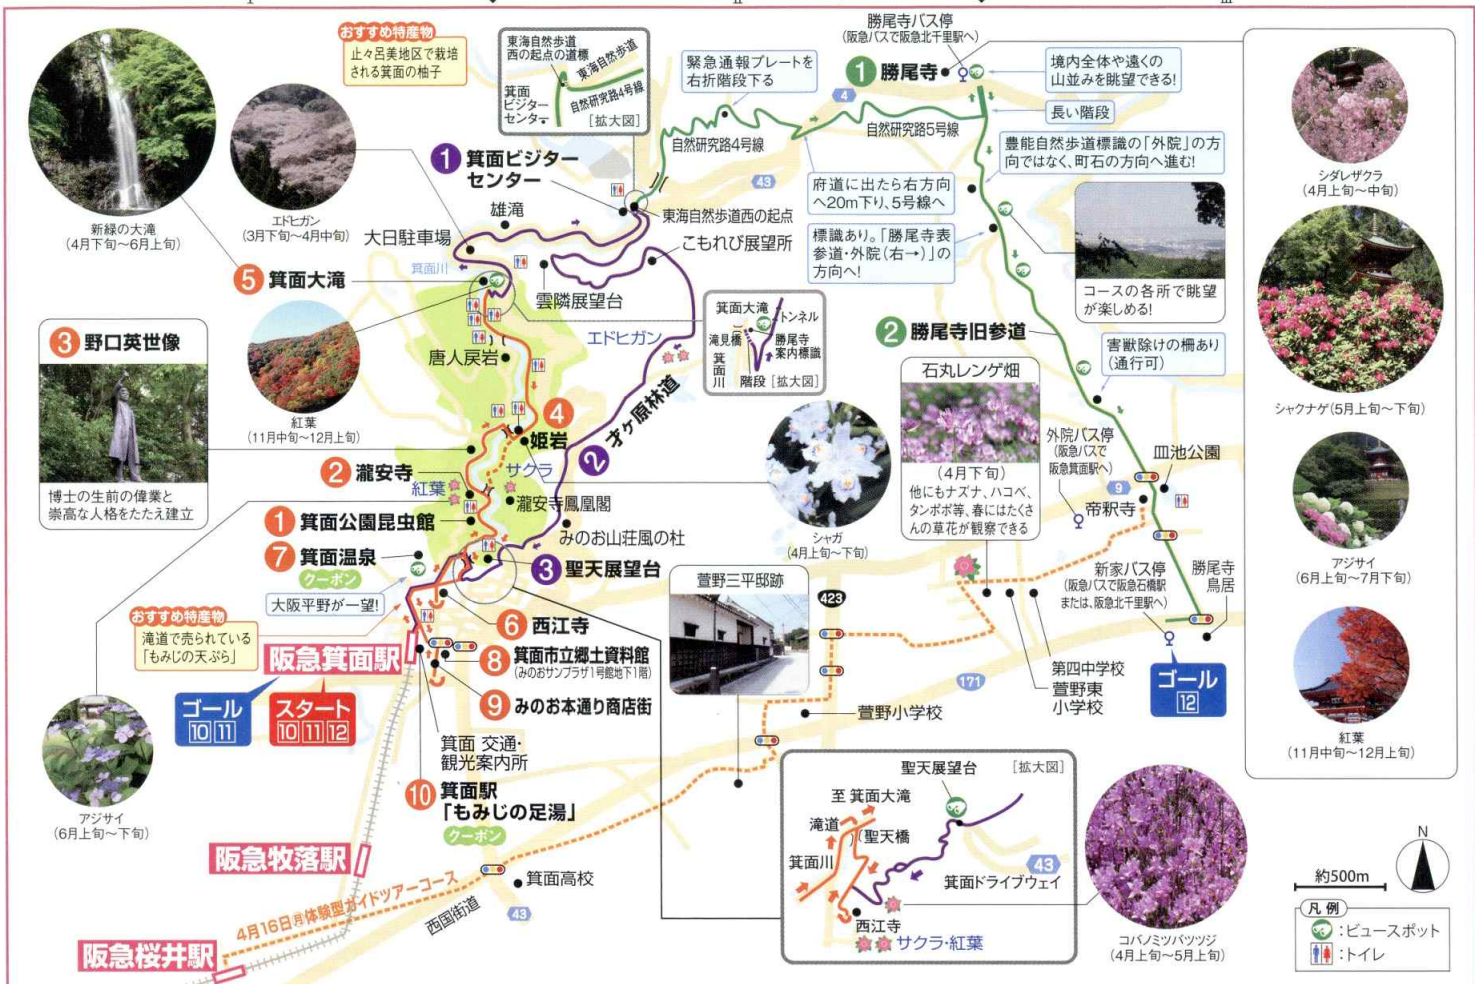 I
II
III
新緑の大滝
(4月下旬～6月上旬)
エドヒガン
(3月下旬～4月中旬)
おすすめ特産物
止々呂美地区で栽培
される箕面の柚子
東海自然歩道
西の起点の道標
東海自然歩道
自然研究路4号線
箕面
ビジター
センター
[拡大図]
緊急通報プレートを
右折階段下る
勝尾寺バス停
(阪急バスで阪急北千里駅へ)
1 勝尾寺
境内全体や遠くの
山並みを眺望できる!
長い階段
4
自然研究路4号線
自然研究路5号線
豊能自然歩道標識の「外院」の方
向ではなく、町石の方向へ進む!
43
府道に出たら右方向
へ20m下り、5号線へ
標識あり。「勝尾寺表
参道・外院(右→)」の
方向へ!
コースの各所で眺望
が楽しめる!
シダレザクラ
(4月上旬～中旬)
シャクナゲ(5月上旬～下旬)
アジサイ
(6月上旬～7月下旬)
紅葉
(11月中旬～12月上旬)
1 箕面ビジター
センター
東海自然歩道西の起点
雄滝
大日駐車場
こもれび展望所
箕面川
雲隣展望台
5 箕面大滝
紅葉
(11月中旬～12月上旬)
唐人戻岩
エドヒガン
箕面大滝
トンネル
滝見橋
勝尾寺
案内標識
箕面川
階段
[拡大図]
2 才ヶ原林道
3 野口英世像
博士の生前の偉業と
崇高な人格をたたえ建立
4
姫岩
サクラ
2 瀧安寺
紅葉
瀧安寺鳳凰閣
1 箕面公園昆虫館
みのお山荘風の杜
7 箕面温泉
クーポン
3 聖天展望台
大阪平野が一望!
シャガ
(4月上旬～下旬)
2 勝尾寺旧参道
害獣除けの柵あり
(通行可)
石丸レンゲ畑
(4月下旬)
他にもナズナ、ハコベ、
タンポポ等、春にはたくさ
んの草花が観察できる
外院バス停
(阪急バスで
阪急箕面駅へ)
皿池公園
9
帝釈寺
新家バス停
(阪急バスで阪急石橋駅
または、阪急北千里駅へ)
勝尾寺
鳥居
ゴール
12
第四中学校
萱野東
小学校
萱野三平邸跡
423
171
萱野小学校
おすすめ特産物
滝道で売られている
「もみじの天ぷら」
6 西江寺
阪急箕面駅
8 箕面市立郷土資料館
(みのおサンプラザ1号館地下1階)
9 みのお本通り商店街
ゴール
10 11
スタート
10 11 12
箕面 交通・
観光案内所
10 箕面駅
「もみじの足湯」
クーポン
アジサイ
(6月上旬～下旬)
阪急牧落駅
箕面高校
43
西国街道
4月16日(月)体験型ガイドツアーコース
阪急桜井駅
聖天展望台
[拡大図]
至 箕面大滝
滝道
聖天橋
箕面川
43
箕面ドライブウェイ
西江寺
サクラ・紅葉
コバノミツバツツジ
(4月上旬～5月上旬)
N
約500m
凡例
:ビュースポット
:トイレ